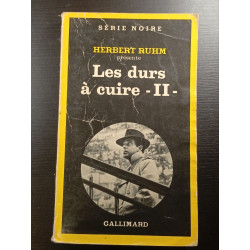 SÉRIE NOIRE
HERBERT RUHM
présente
Les durs
à cuire - II -
GALLIMARD